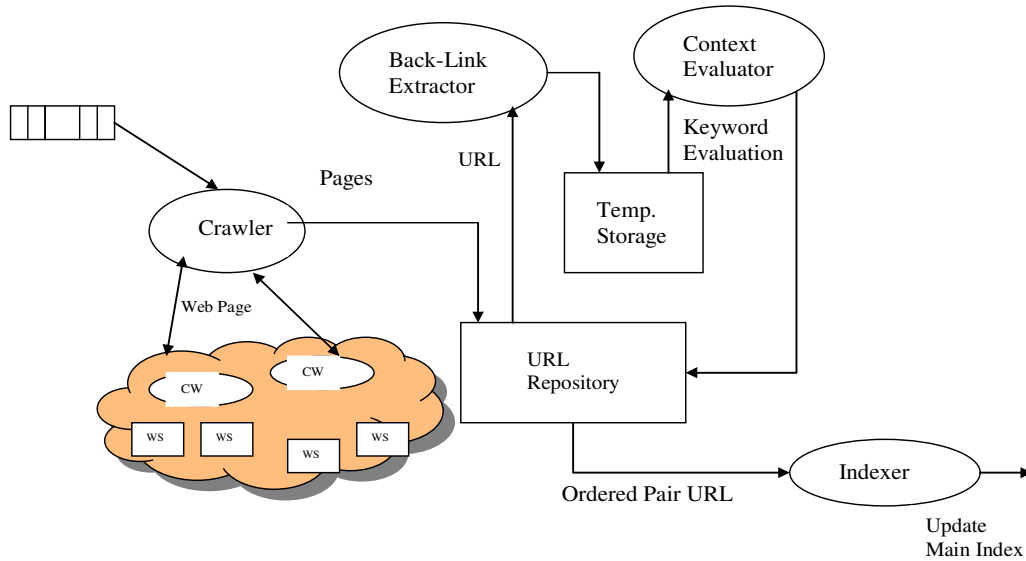 Back-Link
Extractor
Context
Evaluator
Keyword
Evaluation
URL
Pages
Temp.
Storage
Crawler
Web Page
URL
Repository
CW
CW
WS
WS
WS
WS
Ordered Pair URL
Indexer
Update
Main Index